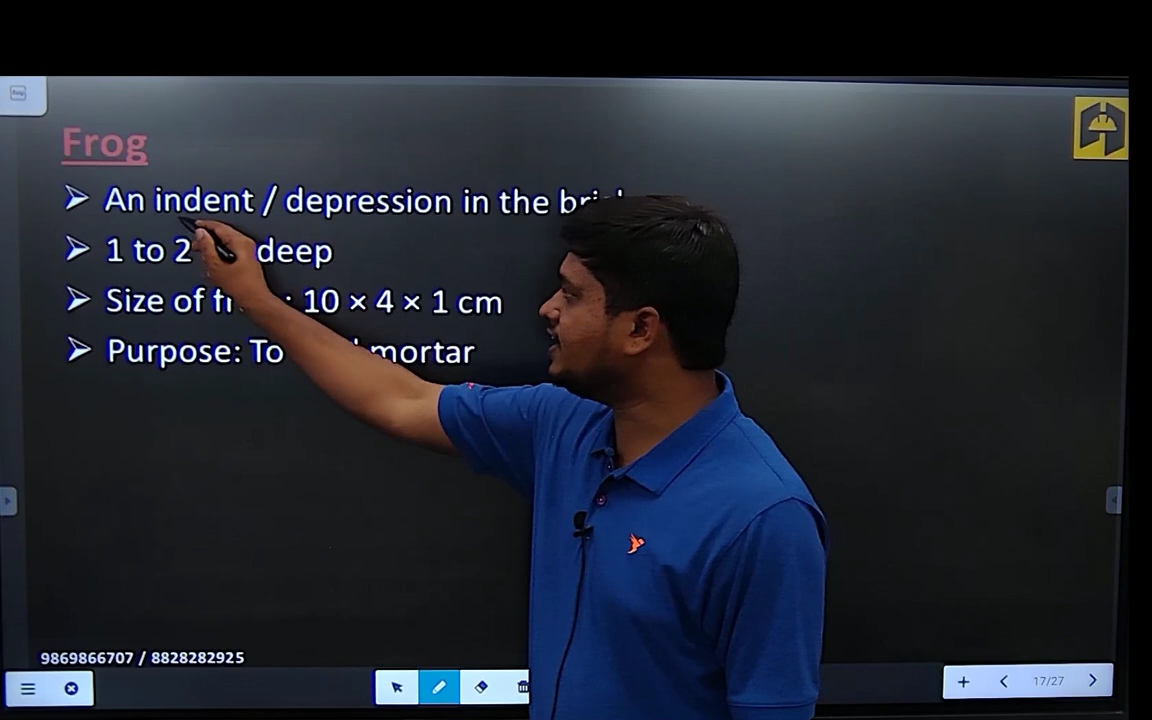 Frog
An indent / depression in the
1 to 2 deep
Size of : 10 × 4 × 1 cm
Purpose: To mortar
9869866707 / 8828282925
17/27